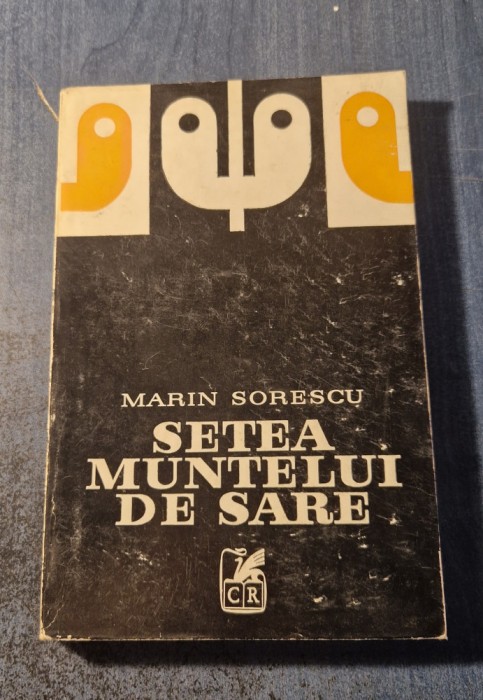 MARIN SORESCU
SETEA
MUNTELUI
DE SARE
CR